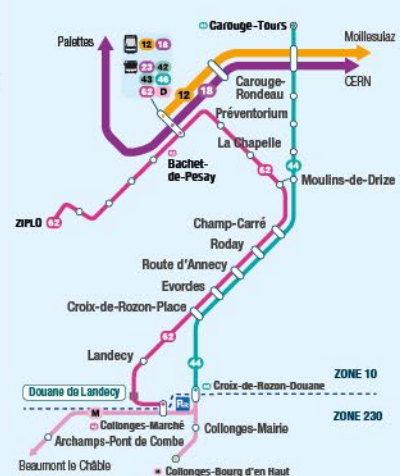 Carouge-Tours
Palettes
Moillesulaz
12 18
23 42
43 46
62 D
12 18
CERN
Carouge-
Rondeau
Préventorium
La Chapelle
Bachet-
de-Pesay
62
44
Moulins-de-Drize
ZIPLO 62
Champ-Carré
Roday
Route d'Annecy
Evordes
Croix-de-Rozon-Place
62
44
Landecy
ZONE 10
Douane de Landecy
Croix-de-Rozon-Douane
ZONE 230
M
Collonges-Marché
Collonges-Mairie
Archamps-Pont de Combe
Beaumont le Châble
Collonges-Bourg d'en Haut